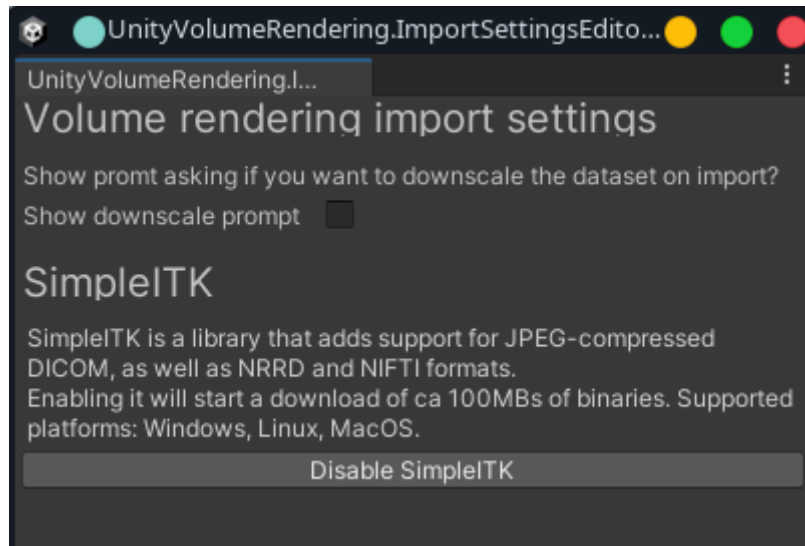 UnityVolumeRendering.ImportSettingsEdito...
UnityVolumeRendering.I...
Volume rendering import settings
Show promt asking if you want to downscale the dataset on import?
Show downscale prompt
SimpleITK
SimpleITK is a library that adds support for JPEG-compressed
DICOM, as well as NRRD and NIFTI formats.
Enabling it will start a download of ca 100MBs of binaries. Supported
platforms: Windows, Linux, MacOS.
Disable SimpleITK